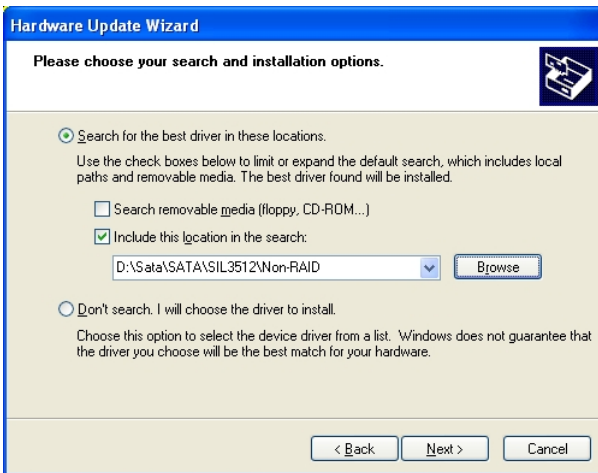 Hardware Update Wizard
Please choose your search and installation options.
Search for the best driver in these locations.
Use the check boxes below to limit or expand the default search, which includes local
paths and removable media. The best driver found will be installed.
Search removable media (floppy, CD-ROM...)
Include this location in the search:
D:\Sata\SATA\SIL3512\Non-RAID
Browse
Don't search. I will choose the driver to install.
Choose this option to select the device driver from a list. Windows does not guarantee that
the driver you choose will be the best match for your hardware.
< Back Next > Cancel